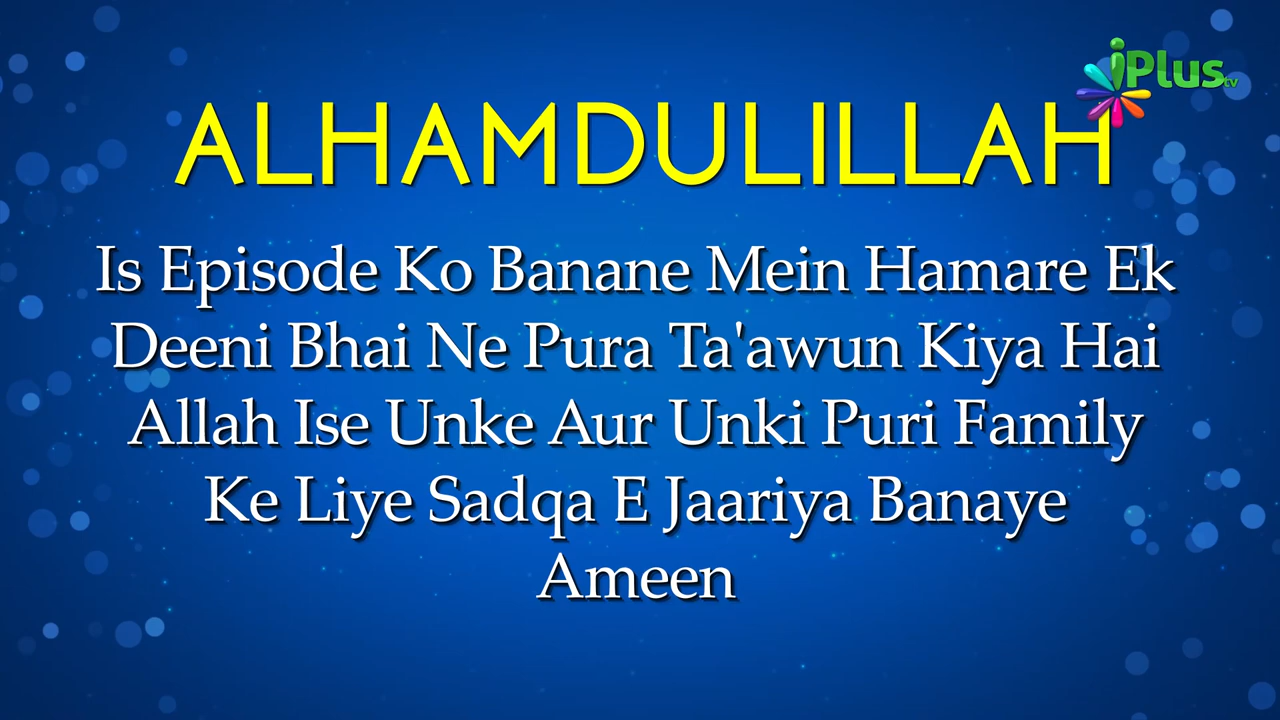 iPlus tv
ALHAMDULILLAH
Is Episode Ko Banane Mein Hamare Ek
Deeni Bhai Ne Pura Ta'awun Kiya Hai
Allah Ise Unke Aur Unki Puri Family
Ke Liye Sadqa E Jaariya Banaye
Ameen